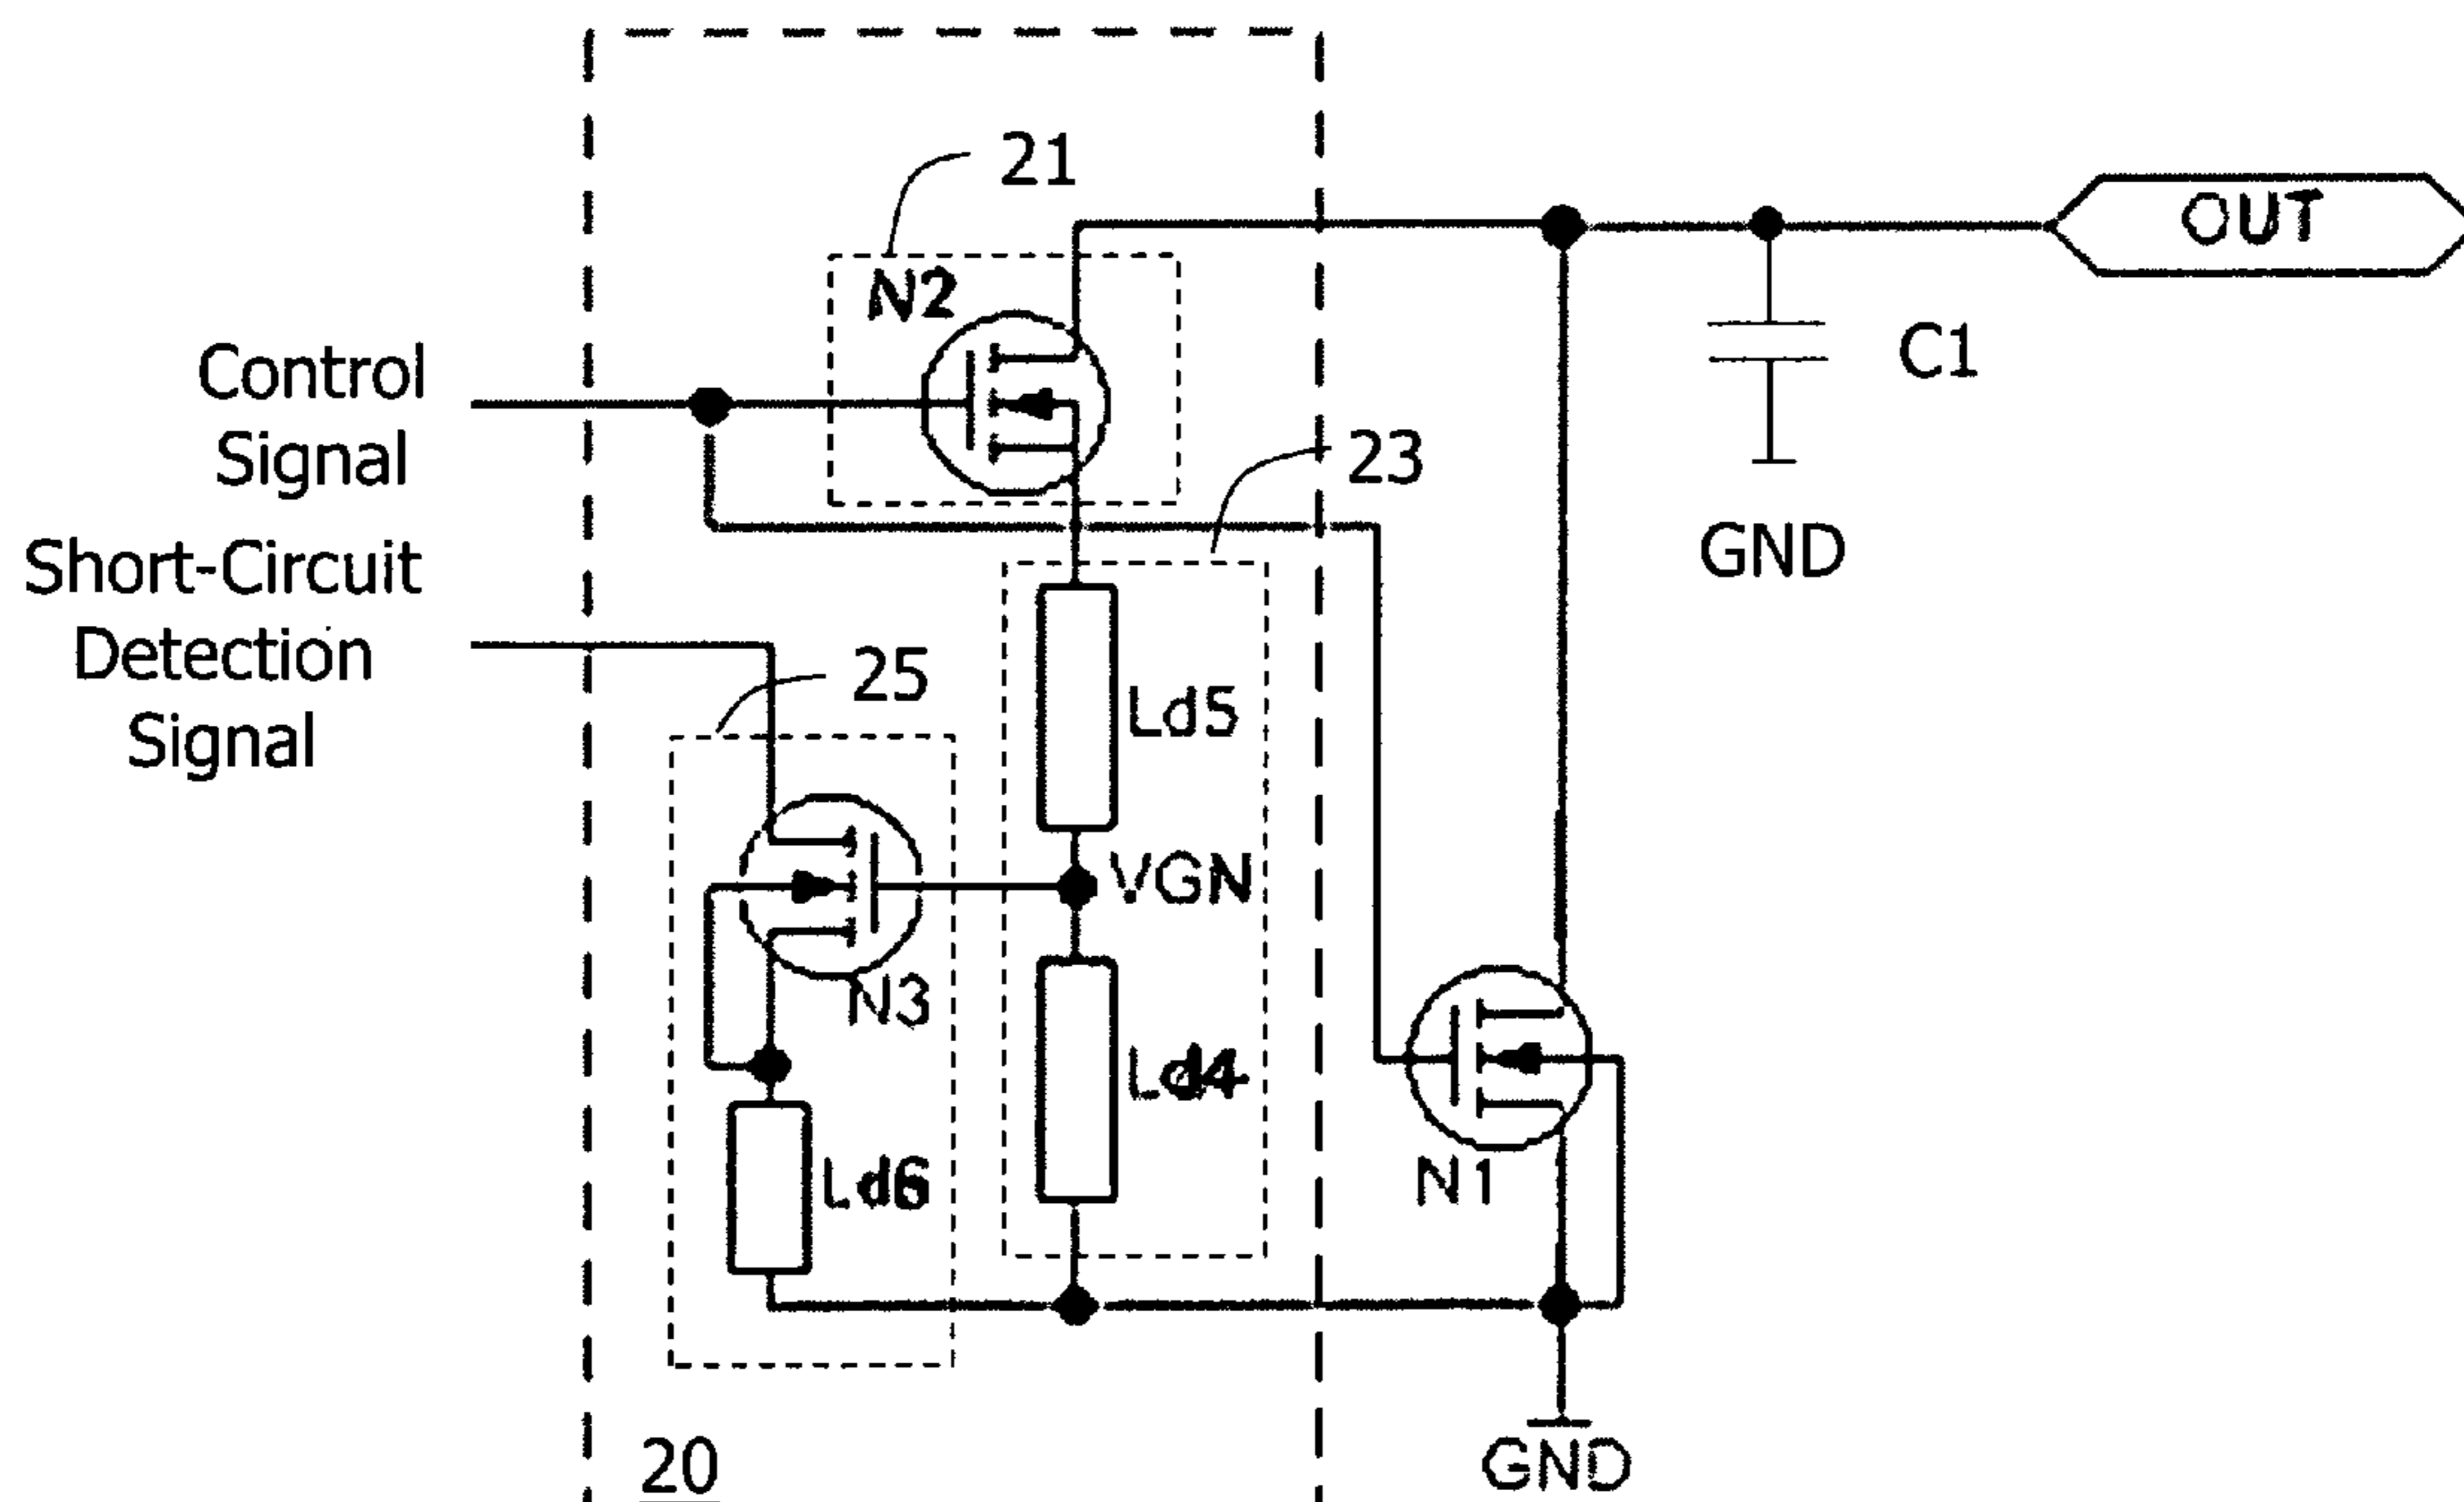 21
OUT
N2
Control
Signal
C1
23
GND
Short-Circuit
Detection
Signal
25
Ld5
VGN
N3
Ld4
Ld6
N1
20
GND